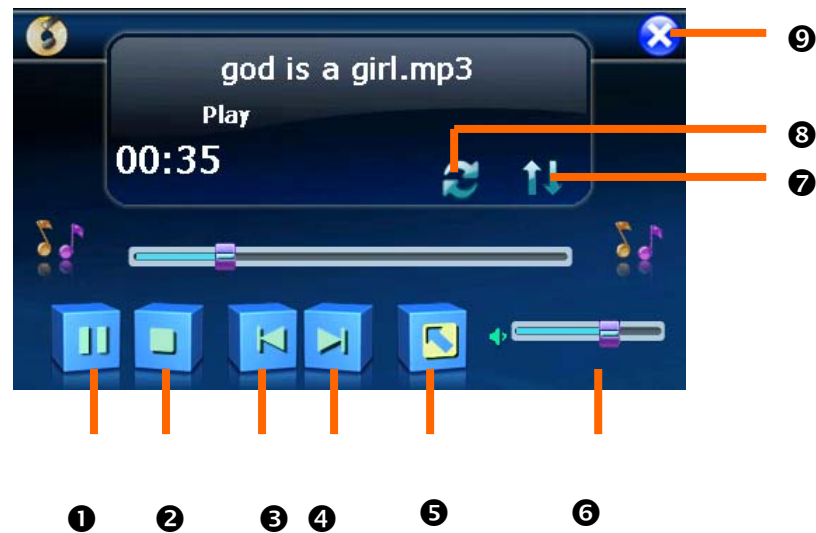 ❾
god is a girl.mp3
Play
❽
00:35
❼
❶ ❷ ❸ ❹ ❺ ❻